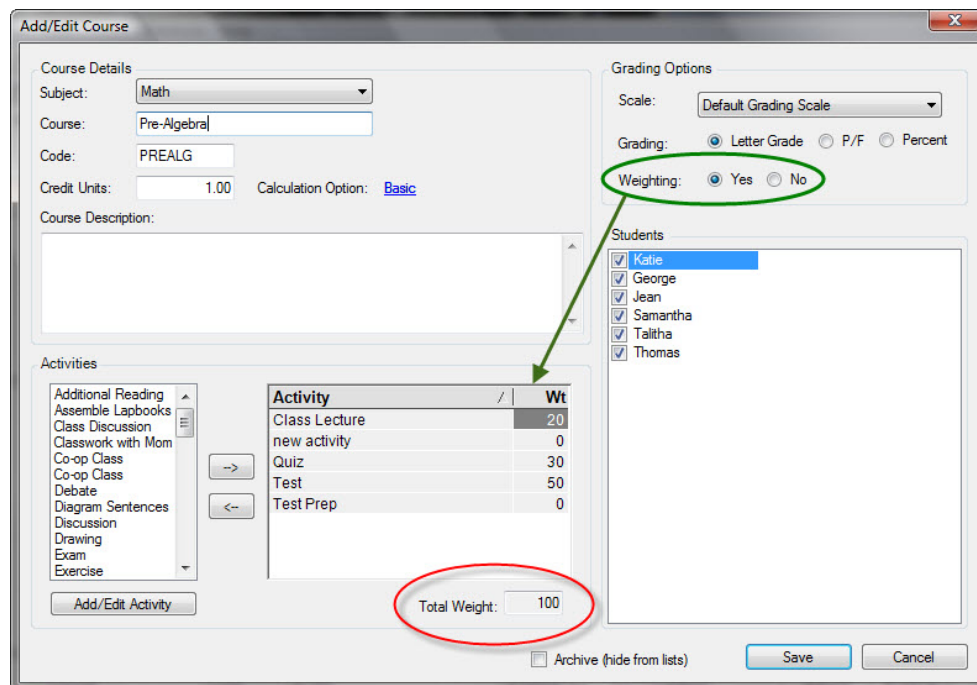 Add/Edit Course
x
Course Details
Subject: Math
Course: Pre-Algebra
Code: PREALG
Credit Units: 1.00 Calculation Option: Basic
Course Description:
Grading Options
Scale: Default Grading Scale
Grading: Letter Grade P/F Percent
Weighting: Yes No
Students
Katie
George
Jean
Samantha
Talitha
Thomas
Activities
Additional Reading
Assemble Lapbooks
Class Discussion
Classwork with Mom
Co-op Class
Co-op Class
Debate
Diagram Sentences
Discussion
Drawing
Exam
Exercise
-->
<--
Activity / Wt
Class Lecture 20
new activity 0
Quiz 30
Test 50
Test Prep 0
Add/Edit Activity
Total Weight: 100
Archive (hide from lists)
Save
Cancel